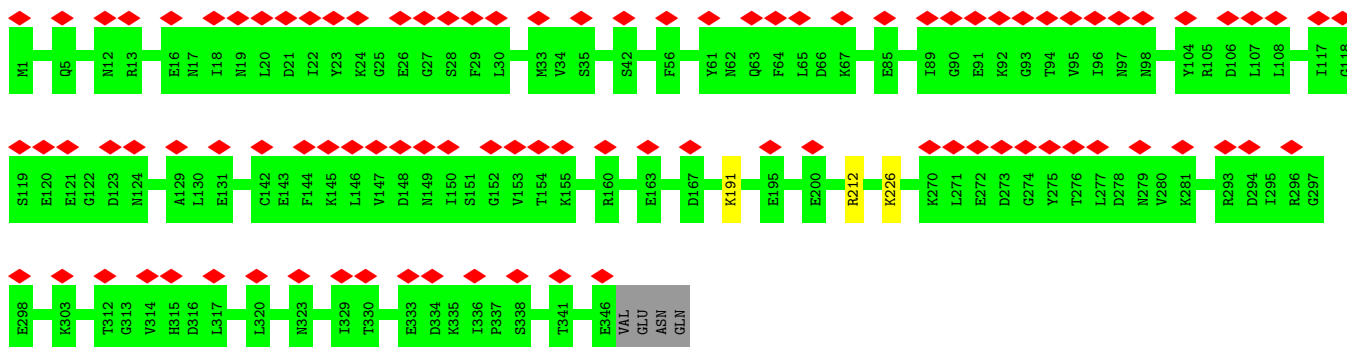 M1 Q5 N12 R13 E16 N17 I18 N19 L20 D21 I22 Y23 K24 G25 E26 G27 S28 F29 L30 M33 V34 S35 S42 F56 Y61 N62 Q63 F64 L65 D66 K67 E85 I89 G90 E91 K92 G93 T94 V95 I96 N97 N98 Y104 R105 D106 L107 L108 I117 G118
S119 E120 E121 G122 D123 N124 A129 L130 E131 C142 E143 F144 K145 L146 V147 D148 N149 I150 S151 G152 V153 T154 K155 R160 E163 D167 K191 E195 E200 R212 K226 K270 L271 E272 D273 G274 Y275 T276 L277 D278 N279 V280 K281 R293 D294 I295 R296 G297
E298 K303 T312 G313 V314 H315 D316 L317 L320 N323 I329 T330 E333 D334 K335 I336 P337 S338 T341 E346 VAL GLU ASN GLN